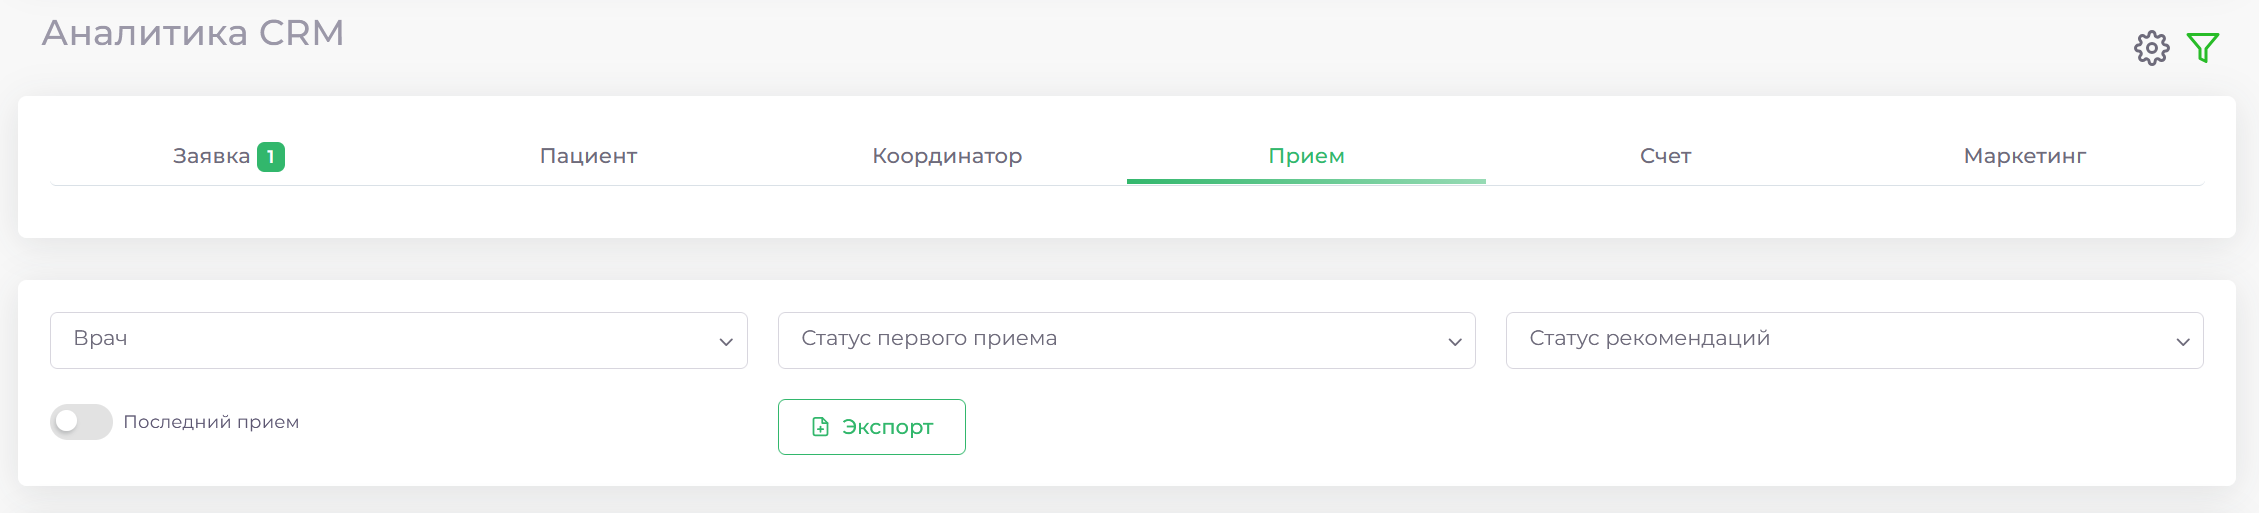 Аналитика CRM
Заявка 1 Пациент Координатор Прием Счет Маркетинг
Врач Статус первого приема Статус рекомендаций
Последний прием Экспорт